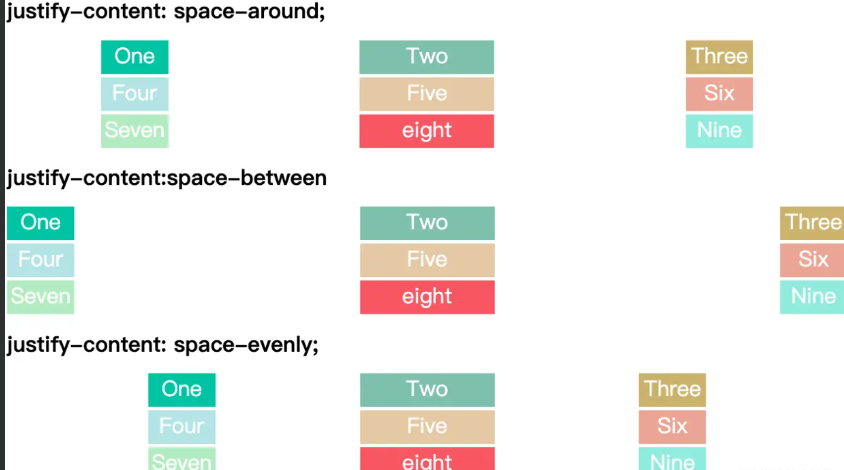 justify-content: space-around;
One Two Three
Four Five Six
Seven eight Nine
justify-content:space-between
One Two Three
Four Five Six
Seven eight Nine
justify-content: space-evenly;
One Two Three
Four Five Six
Seven eight Nine